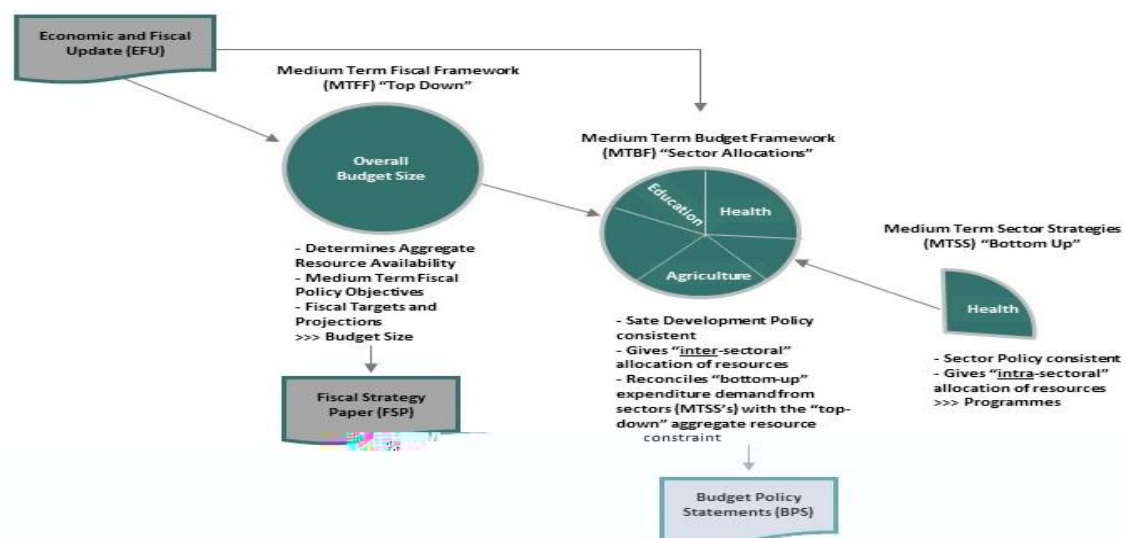 Economic and Fiscal
Update (EFU)
Medium Term Fiscal Framework
(MTFF) “Top Down”
Overall
Budget Size
- Determines Aggregate
Resource Availability
- Medium Term Fiscal
Policy Objectives
- Fiscal Targets and
Projections
>>> Budget Size
Fiscal Strategy
Paper (FSP)
Medium Term Budget Framework
(MTBF) “Sector Allocations”
Education
Health
Agriculture
- Sate Development Policy
consistent
- Gives “inter-sectoral”
allocation of resources
- Reconciles “bottom-up”
expenditure demand from
sectors (MTSS’s) with the “top-
down” aggregate resource
constraint
Budget Policy
Statements (BPS)
Medium Term Sector Strategies
(MTSS) “Bottom Up”
Health
- Sector Policy consistent
- Gives “intra-sectoral”
allocation of resources
>>> Programmes